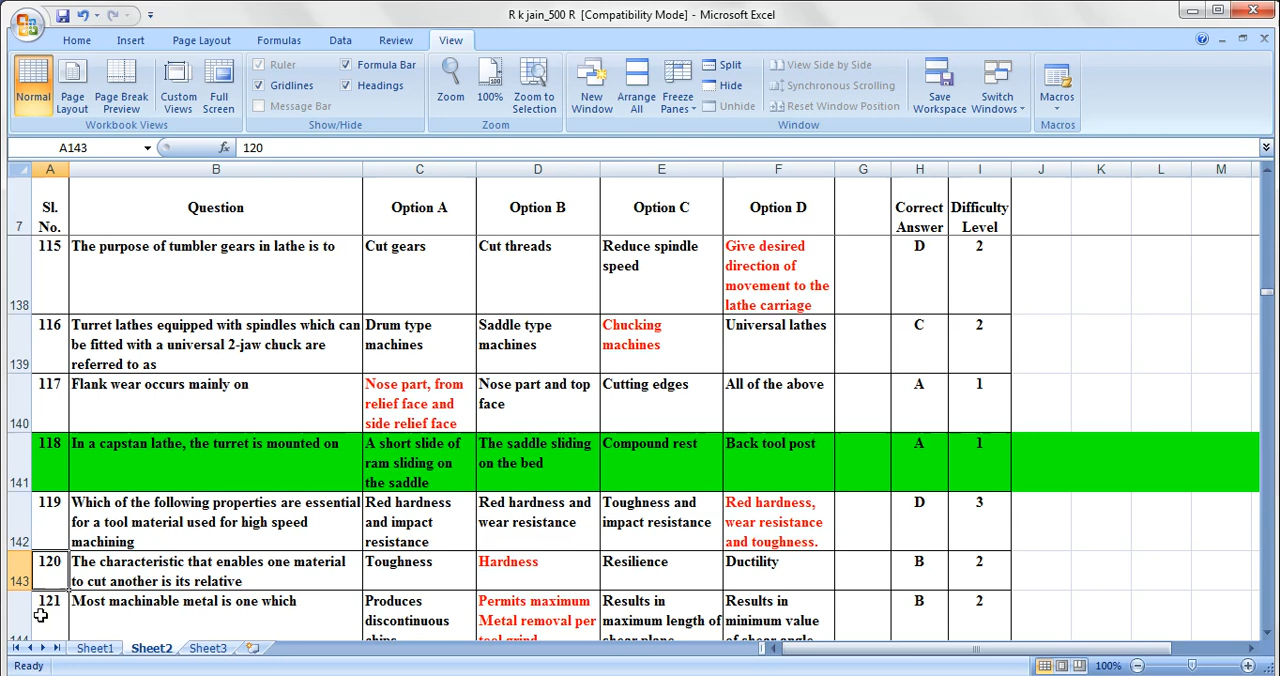 R k jain_500 R [Compatibility Mode] - Microsoft Excel
Home Insert Page Layout Formulas Data Review View
Normal
Page Layout
Page Break Preview
Custom Views
Full Screen
Workbook Views
Ruler
Gridlines
Message Bar
Formula Bar
Headings
Show/Hide
Zoom
100%
Zoom to Selection
Zoom
New Window
Arrange All
Freeze Panes
Split
Hide
Unhide
View Side by Side
Synchronous Scrolling
Reset Window Position
Window
Save Workspace
Switch Windows
Macros
Macros
A143 fx 120
A B C D E F G H I J K L M
7 Sl. No. Question Option A Option B Option C Option D Correct Answer Difficulty Level
138 115 The purpose of tumbler gears in lathe is to
Cut gears
Cut threads
Reduce spindle
speed
Give desired
direction of
movement to the
lathe carriage
D 2
139 116 Turret lathes equipped with spindles which can
be fitted with a universal 2-jaw chuck are
referred to as
Drum type
machines
Saddle type
machines
Chucking
machines
Universal lathes
C 2
140 117 Flank wear occurs mainly on
Nose part, from
relief face and
side relief face
Nose part and top
face
Cutting edges
All of the above
A 1
141 118 In a capstan lathe, the turret is mounted on
A short slide of
ram sliding on
the saddle
The saddle sliding
on the bed
Compound rest
Back tool post
A 1
142 119 Which of the following properties are essential
for a tool material used for high speed
machining
Red hardness
and impact
resistance
Red hardness and
wear resistance
Toughness and
impact resistance
Red hardness,
wear resistance
and toughness.
D 3
143 120 The characteristic that enables one material
to cut another is its relative
Toughness
Hardness
Resilience
Ductility
B 2
144 121 Most machinable metal is one which
Produces
discontinuous
chips
Permits maximum
Metal removal per
tool grind
Results in
maximum length of
shear plane
Results in
minimum value
of shear angle
B 2
Sheet1 Sheet2 Sheet3
Ready 100%